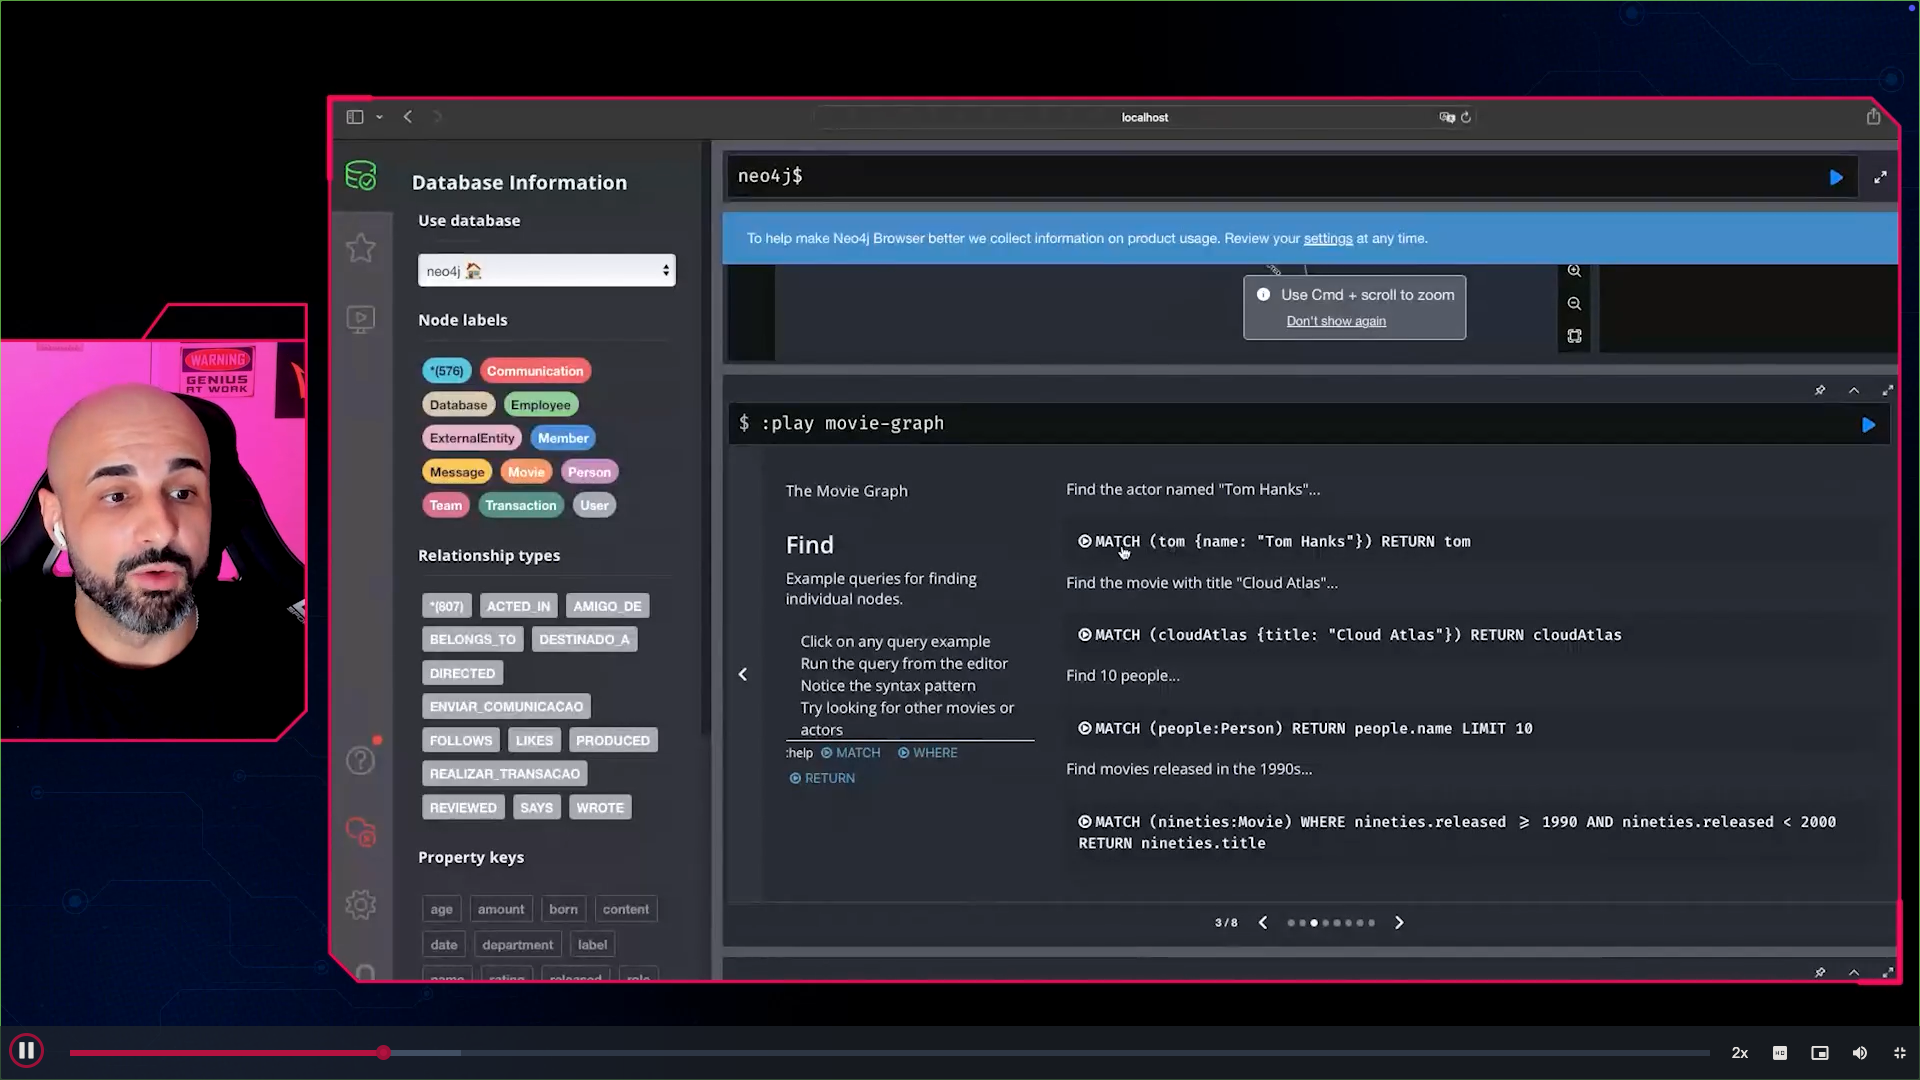 localhost
WARNING
GENIUS
AT WORK
Database Information
Use database
neo4j
Node labels
*(576) Communication
Database Employee
ExternalEntity Member
Message Movie Person
Team Transaction User
Relationship types
*(807) ACTED_IN AMIGO_DE
BELONGS_TO DESTINADO_A
DIRECTED
ENVIAR_COMUNICACAO
FOLLOWS LIKES PRODUCED
REALIZAR_TRANSACAO
REVIEWED SAYS WROTE
Property keys
age amount born content
date department label
name rating released role
neo4j$
To help make Neo4j Browser better we collect information on product usage. Review your settings at any time.
Use Cmd + scroll to zoom
Don't show again
$ :play movie-graph
The Movie Graph
Find
Example queries for finding
individual nodes.
Click on any query example
Run the query from the editor
Notice the syntax pattern
Try looking for other movies or
actors
:help MATCH WHERE
RETURN
Find the actor named "Tom Hanks"...
MATCH (tom {name: "Tom Hanks"}) RETURN tom
Find the movie with title "Cloud Atlas"...
MATCH (cloudAtlas {title: "Cloud Atlas"}) RETURN cloudAtlas
Find 10 people...
MATCH (people:Person) RETURN people.name LIMIT 10
Find movies released in the 1990s...
MATCH (nineties:Movie) WHERE nineties.released >= 1990 AND nineties.released < 2000
RETURN nineties.title
3 / 8
2x